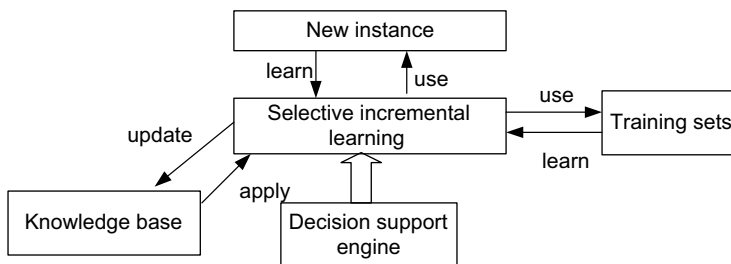 New instance
learn
use
Selective incremental
learning
use
Training sets
learn
update
apply
Knowledge base
Decision support
engine